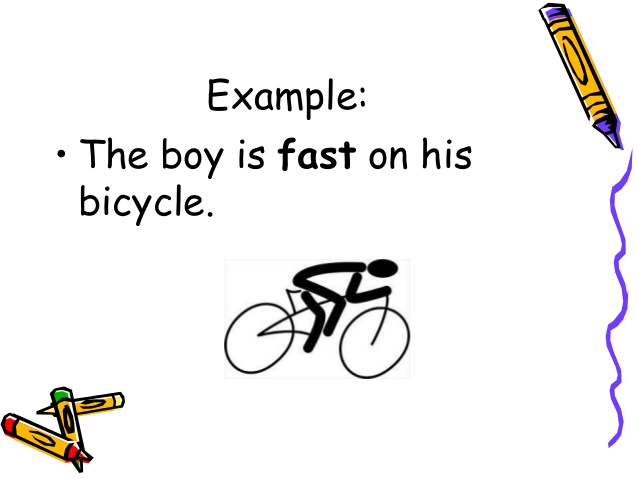 Example:
• The boy is fast on his
bicycle.